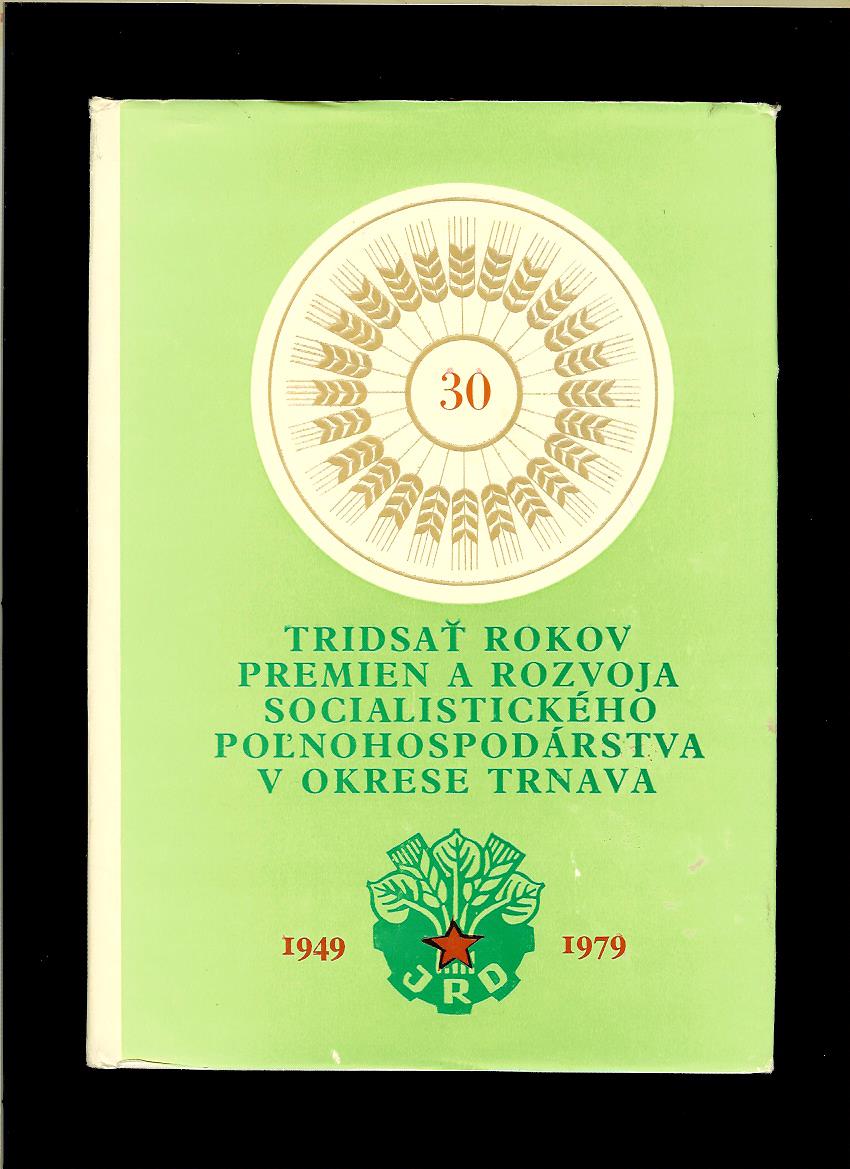 30
TRIDSAŤ ROKOV
PREMIEN A ROZVOJA
SOCIALISTICKÉHO
POĽNOHOSPODÁRSTVA
V OKRESE TRNAVA
1949
1979
JRD